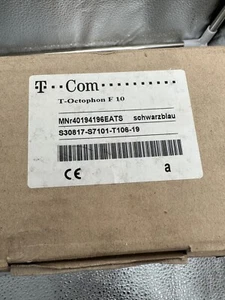 T··Com
T-Octophon F 10
MNr40194196EATS schwarzblau
S30817-S7101-T106-19
CE a